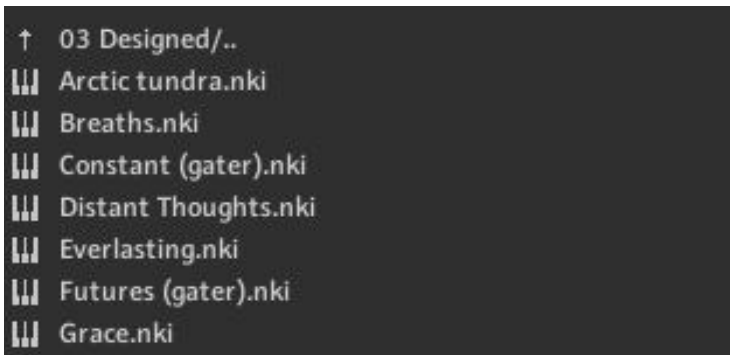 03 Designed/..
Arctic tundra.nki
Breaths.nki
Constant (gater).nki
Distant Thoughts.nki
Everlasting.nki
Futures (gater).nki
Grace.nki